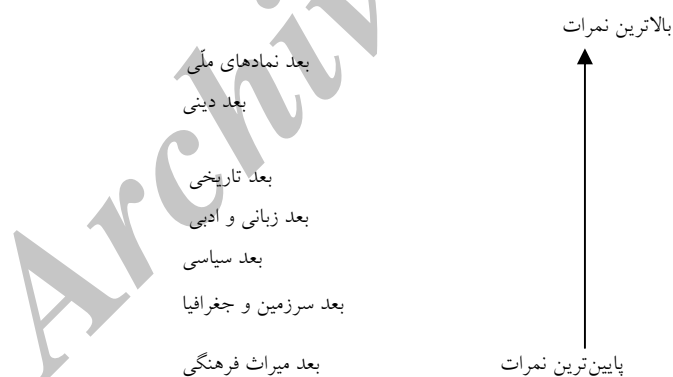 بالاترین نمرات
بعد نمادهای ملّی
بعد دینی
بعد تاریخی
بعد زبانی و ادبی
بعد سیاسی
بعد سرزمین و جغرافیا
پایین‌ترین نمرات
بعد میراث فرهنگی
Archiv